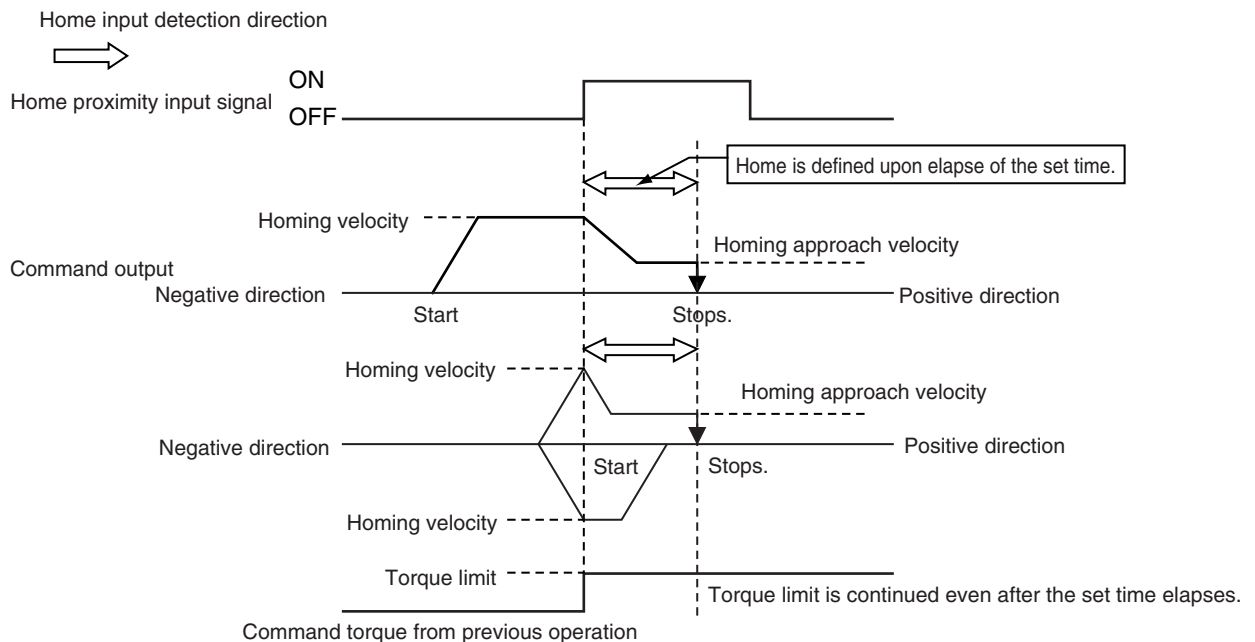 Home input detection direction
ON
Home proximity input signal
OFF
Home is defined upon elapse of the set time.
Homing velocity
Homing approach velocity
Command output
Negative direction
Positive direction
Start
Stops.
Homing velocity
Homing approach velocity
Negative direction
Positive direction
Start
Stops.
Homing velocity
Torque limit
Torque limit is continued even after the set time elapses.
Command torque from previous operation